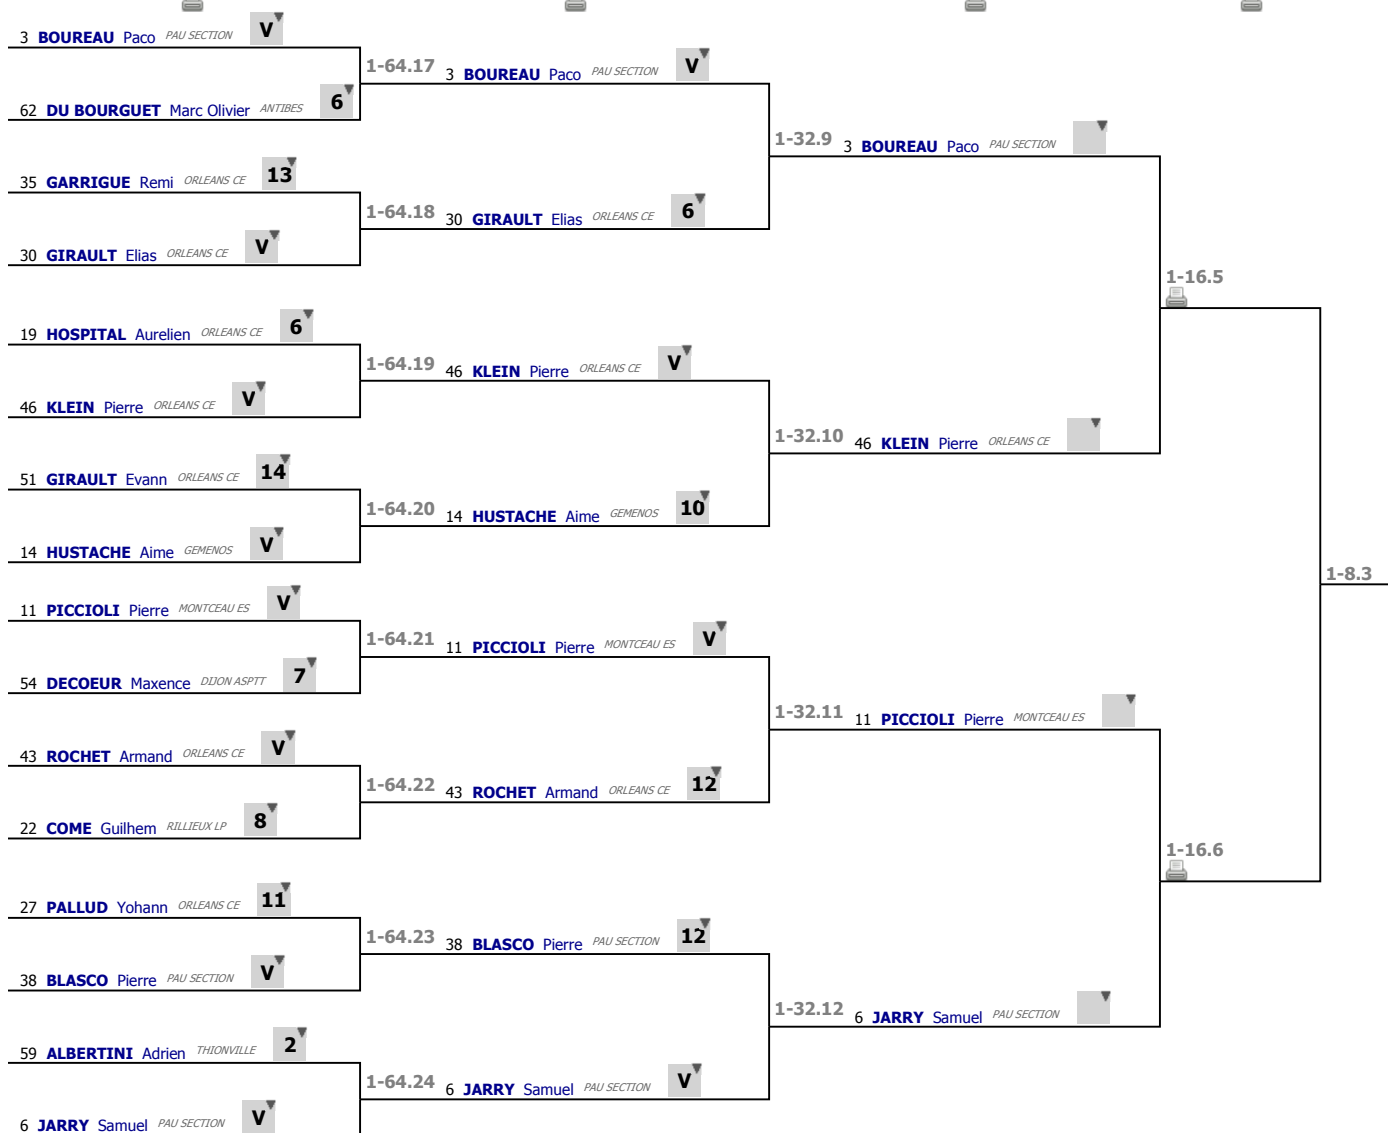 3 BOUREAU Paco PAU SECTION V
62 DU BOURGUET Marc Olivier ANTIBES 6
35 GARRIGUE Remi ORLEANS CE 13
30 GIRAULT Elias ORLEANS CE V
19 HOSPITAL Aurelien ORLEANS CE 6
46 KLEIN Pierre ORLEANS CE V
51 GIRAULT Evann ORLEANS CE 14
14 HUSTACHE Aime GEMENOS V
11 PICCIOLI Pierre MONTCEAU ES V
54 DECOEUR Maxence DIJON ASPTT 7
43 ROCHET Armand ORLEANS CE V
22 COME Guilhem RILLIEUX LP 8
27 PALLUD Yohann ORLEANS CE 11
38 BLASCO Pierre PAU SECTION V
59 ALBERTINI Adrien THIONVILLE 2
6 JARRY Samuel PAU SECTION V
1-64.17 3 BOUREAU Paco PAU SECTION V
1-64.18 30 GIRAULT Elias ORLEANS CE 6
1-64.19 46 KLEIN Pierre ORLEANS CE V
1-64.20 14 HUSTACHE Aime GEMENOS 10
1-64.21 11 PICCIOLI Pierre MONTCEAU ES V
1-64.22 43 ROCHET Armand ORLEANS CE 12
1-64.23 38 BLASCO Pierre PAU SECTION 12
1-64.24 6 JARRY Samuel PAU SECTION V
1-32.9 3 BOUREAU Paco PAU SECTION
1-32.10 46 KLEIN Pierre ORLEANS CE
1-32.11 11 PICCIOLI Pierre MONTCEAU ES
1-32.12 6 JARRY Samuel PAU SECTION
1-16.5
1-16.6
1-8.3